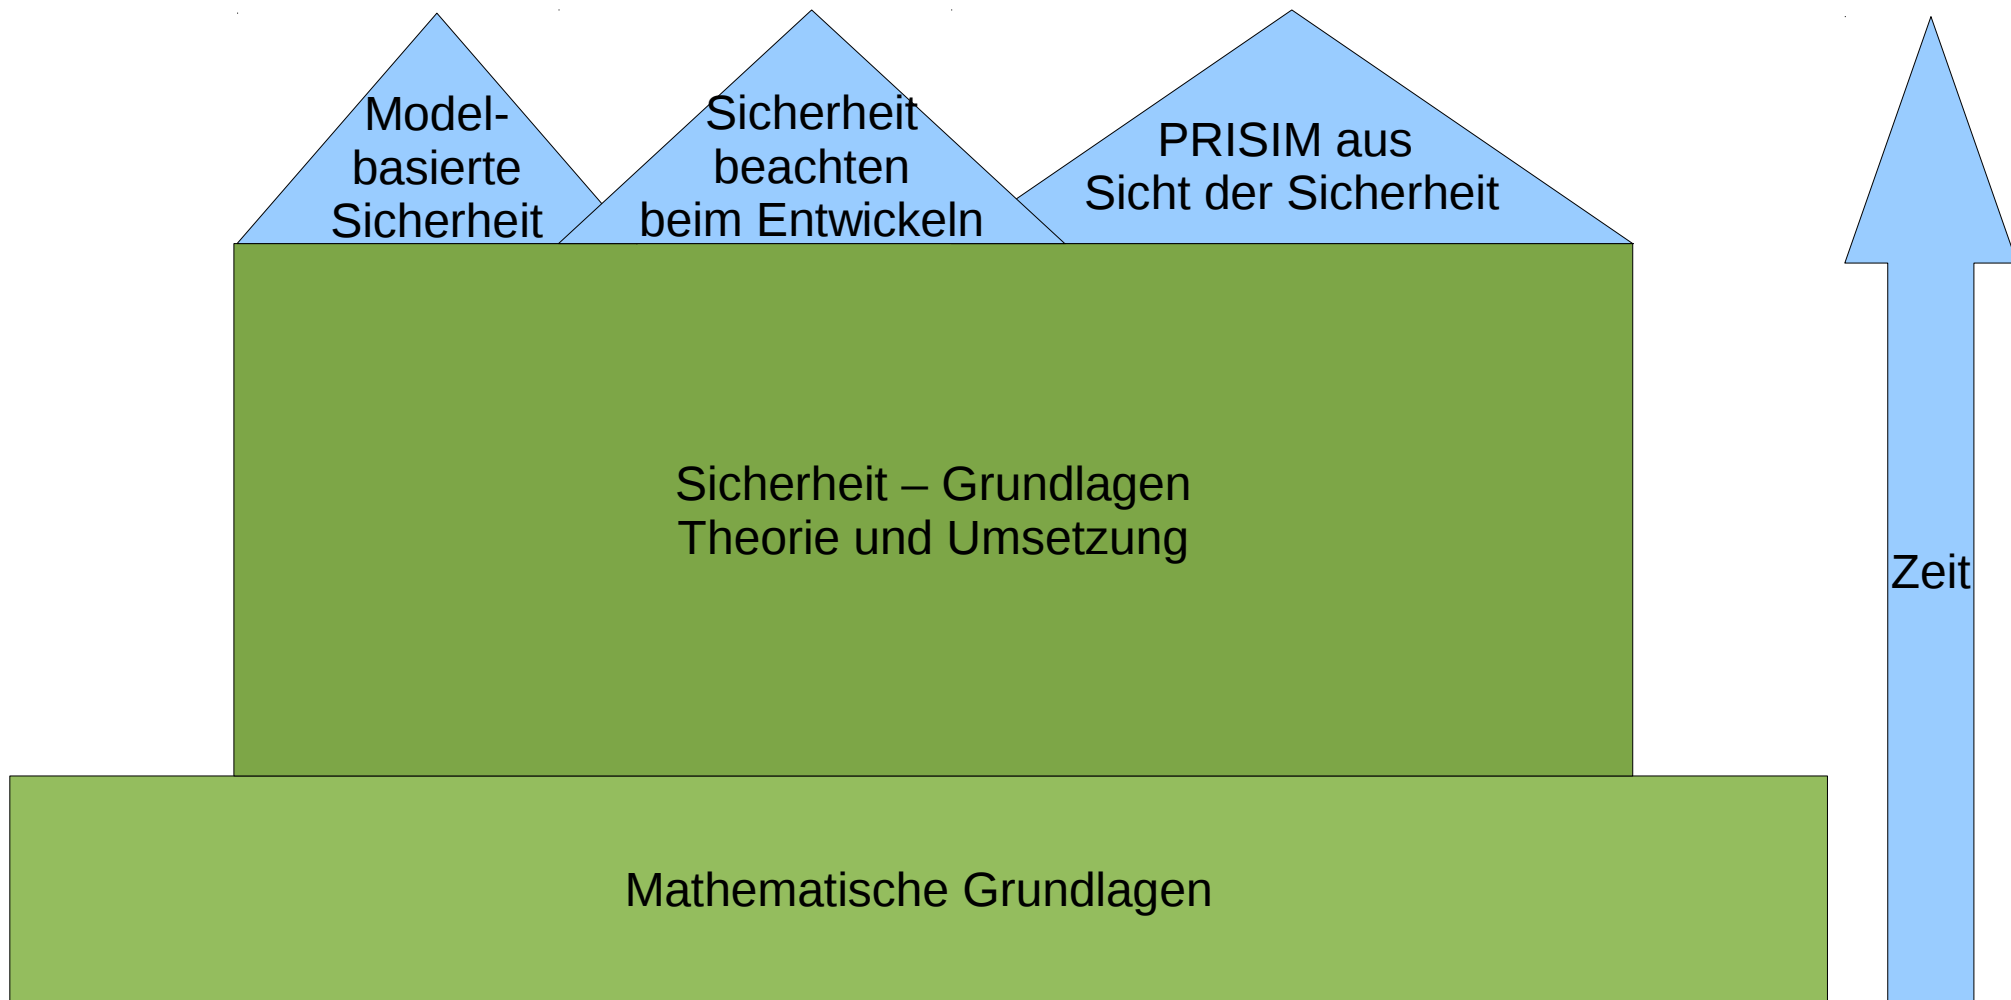 Model-
basierte
Sicherheit
Sicherheit
beachten
beim Entwickeln
PRISIM aus
Sicht der Sicherheit
Sicherheit – Grundlagen
Theorie und Umsetzung
Zeit
Mathematische Grundlagen